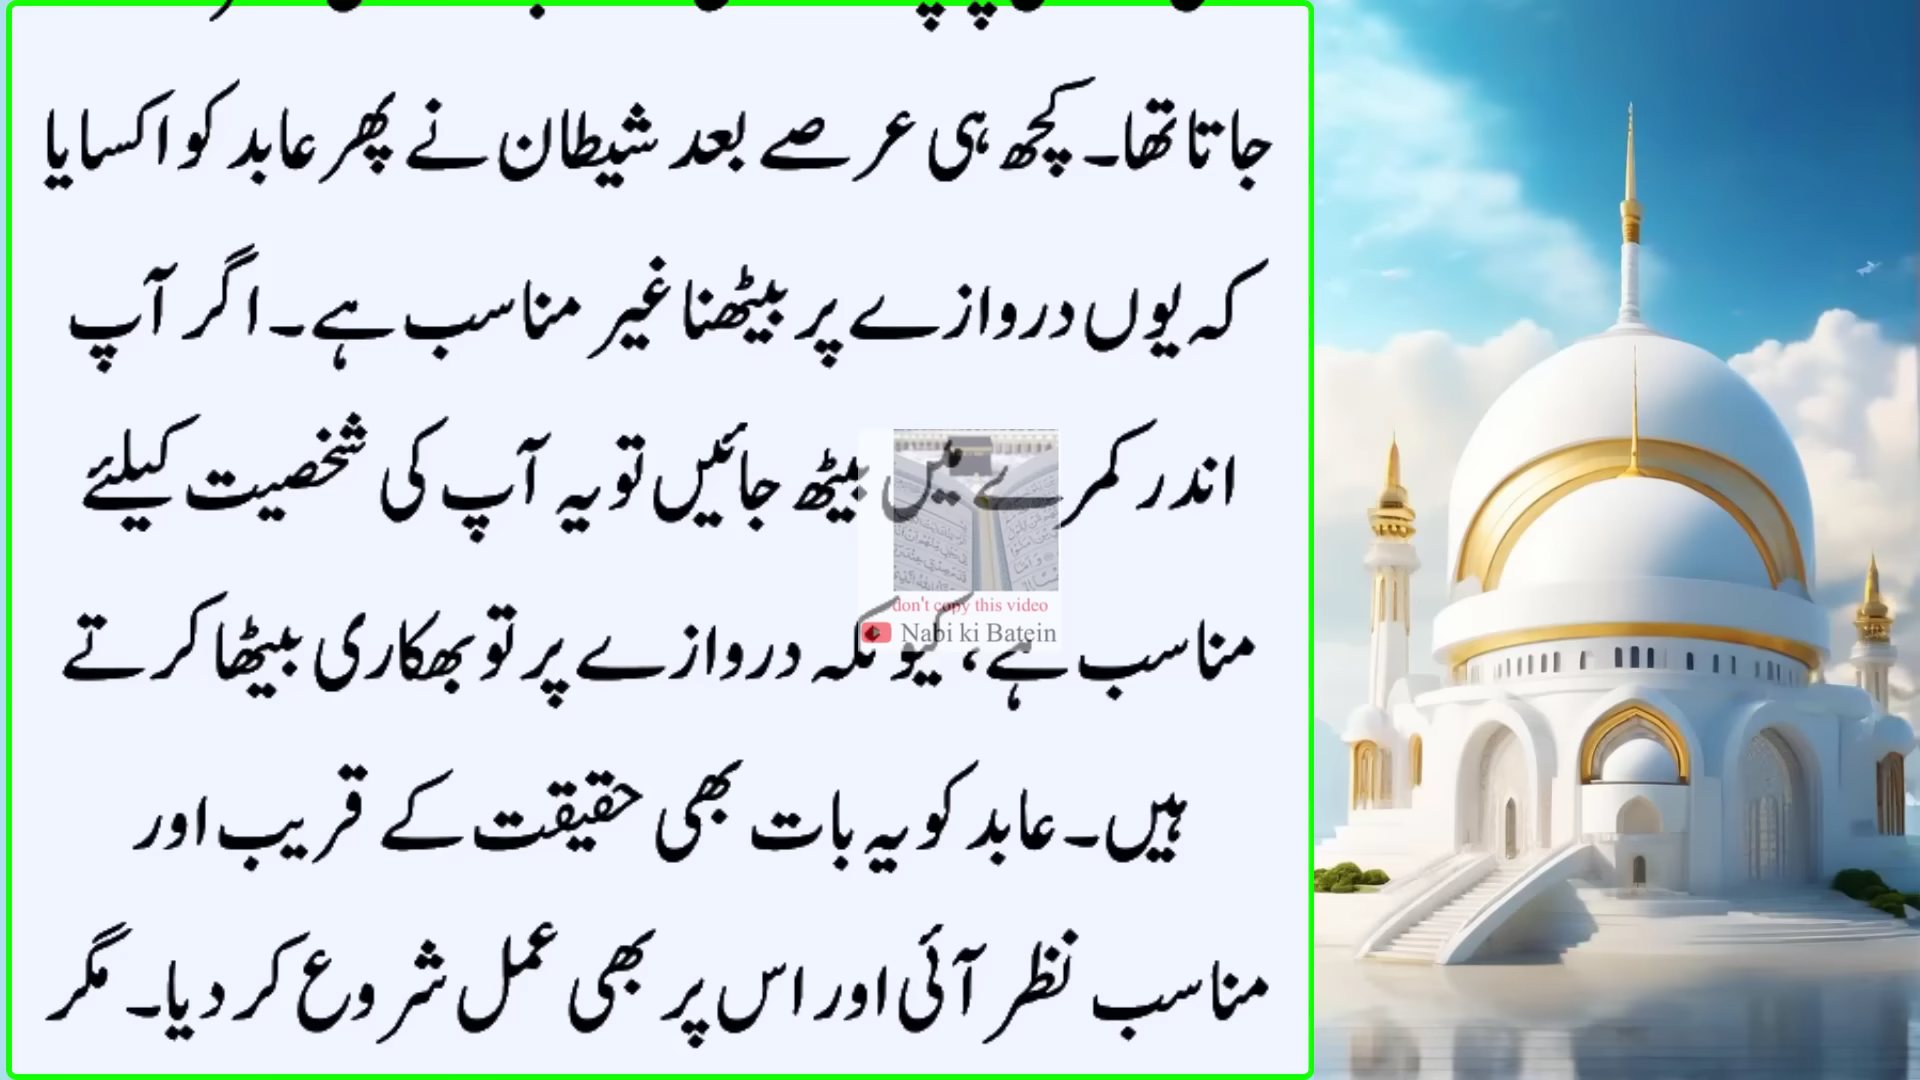 جاتا تھا۔ کچھ ہی عرصے بعد شیطان نے پھر عابد کو اکسایا
کہ یوں دروازے پر بیٹھنا غیر مناسب ہے۔ اگر آپ
اندر کمرے میں بیٹھ جائیں تو یہ آپ کی شخصیت کیلئے
مناسب ہے، کیونکہ دروازے پر تو بھکاری بیٹھا کرتے
ہیں۔ عابد کو یہ بات بھی حقیقت کے قریب اور
مناسب نظر آئی اور اس پر بھی عمل شروع کر دیا۔ مگر
don't copy this video
Nabi ki Batein